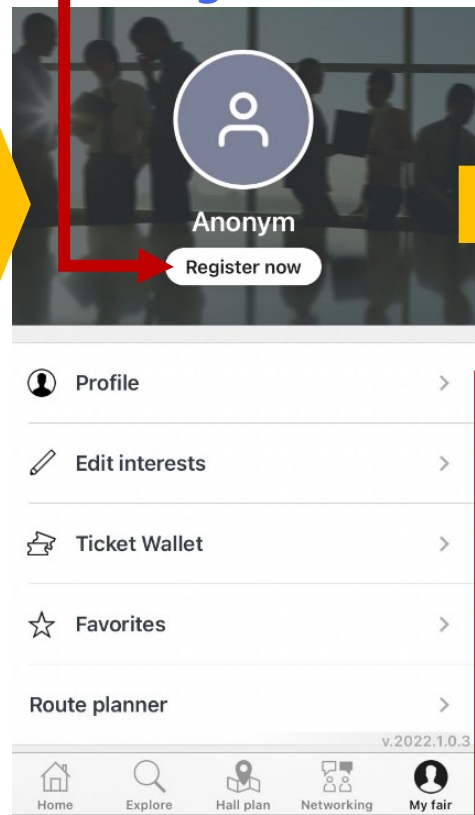 Anonym
Register now
Profile
Edit interests
Ticket Wallet
Favorites
Route planner
v.2022.1.0.3
Home Explore Hall plan Networking My fair